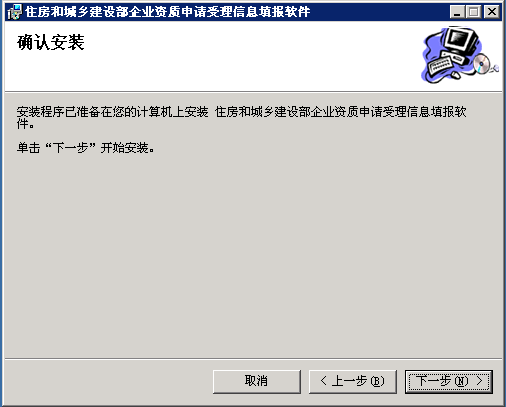 住房和城乡建设部企业资质申请受理信息填报软件
确认安装
安装程序已准备在您的计算机上安装 住房和城乡建设部企业资质申请受理信息填报软
件。
单击“下一步”开始安装。
取消
< 上一步(B)
下一步(N) >